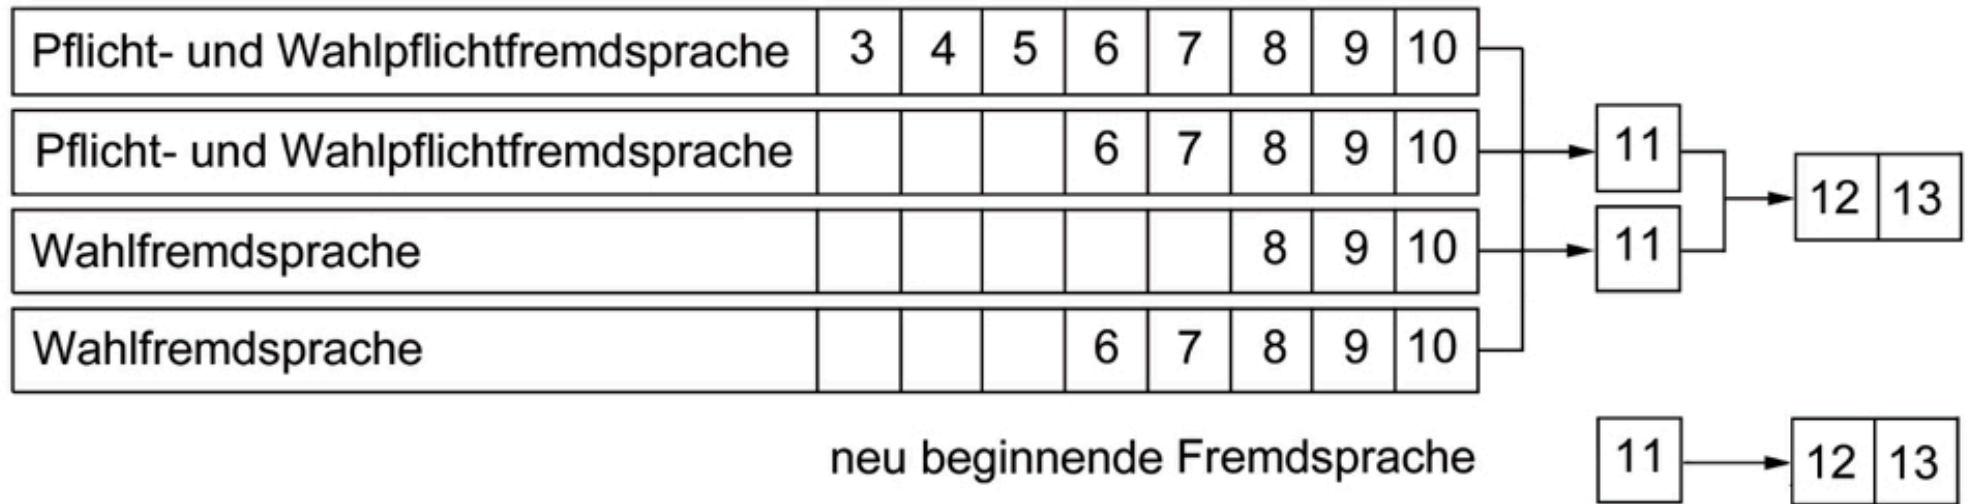 Pflicht- und Wahlpflichtfremdsprache 3 4 5 6 7 8 9 10
Pflicht- und Wahlpflichtfremdsprache 6 7 8 9 10 11
12 13
Wahlfremdsprache 8 9 10 11
Wahlfremdsprache 6 7 8 9 10
neu beginnende Fremdsprache 11 12 13